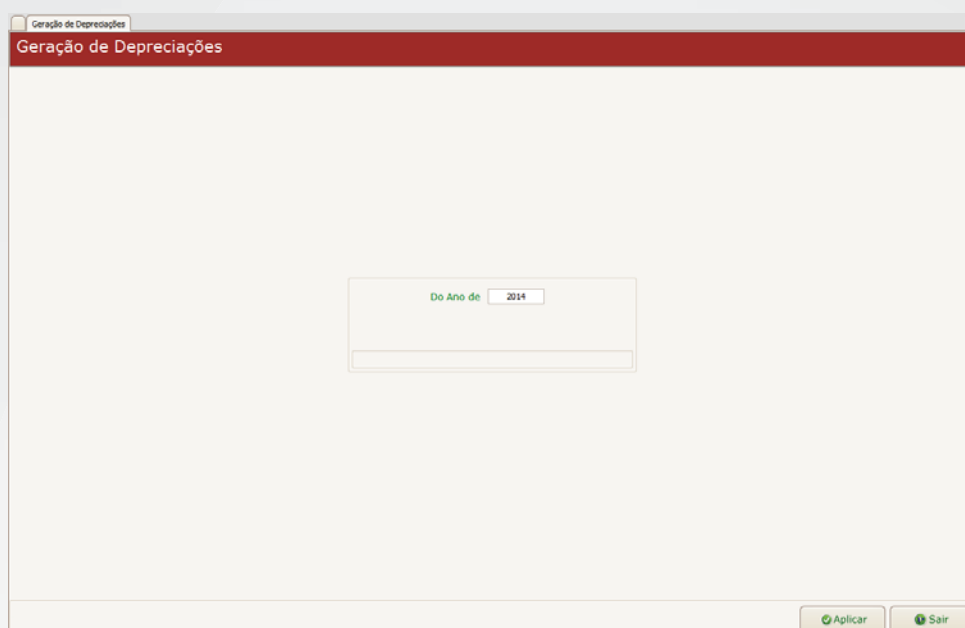 Geração de Depreciações
Geração de Depreciações
Do Ano de 2014
Aplicar Sair